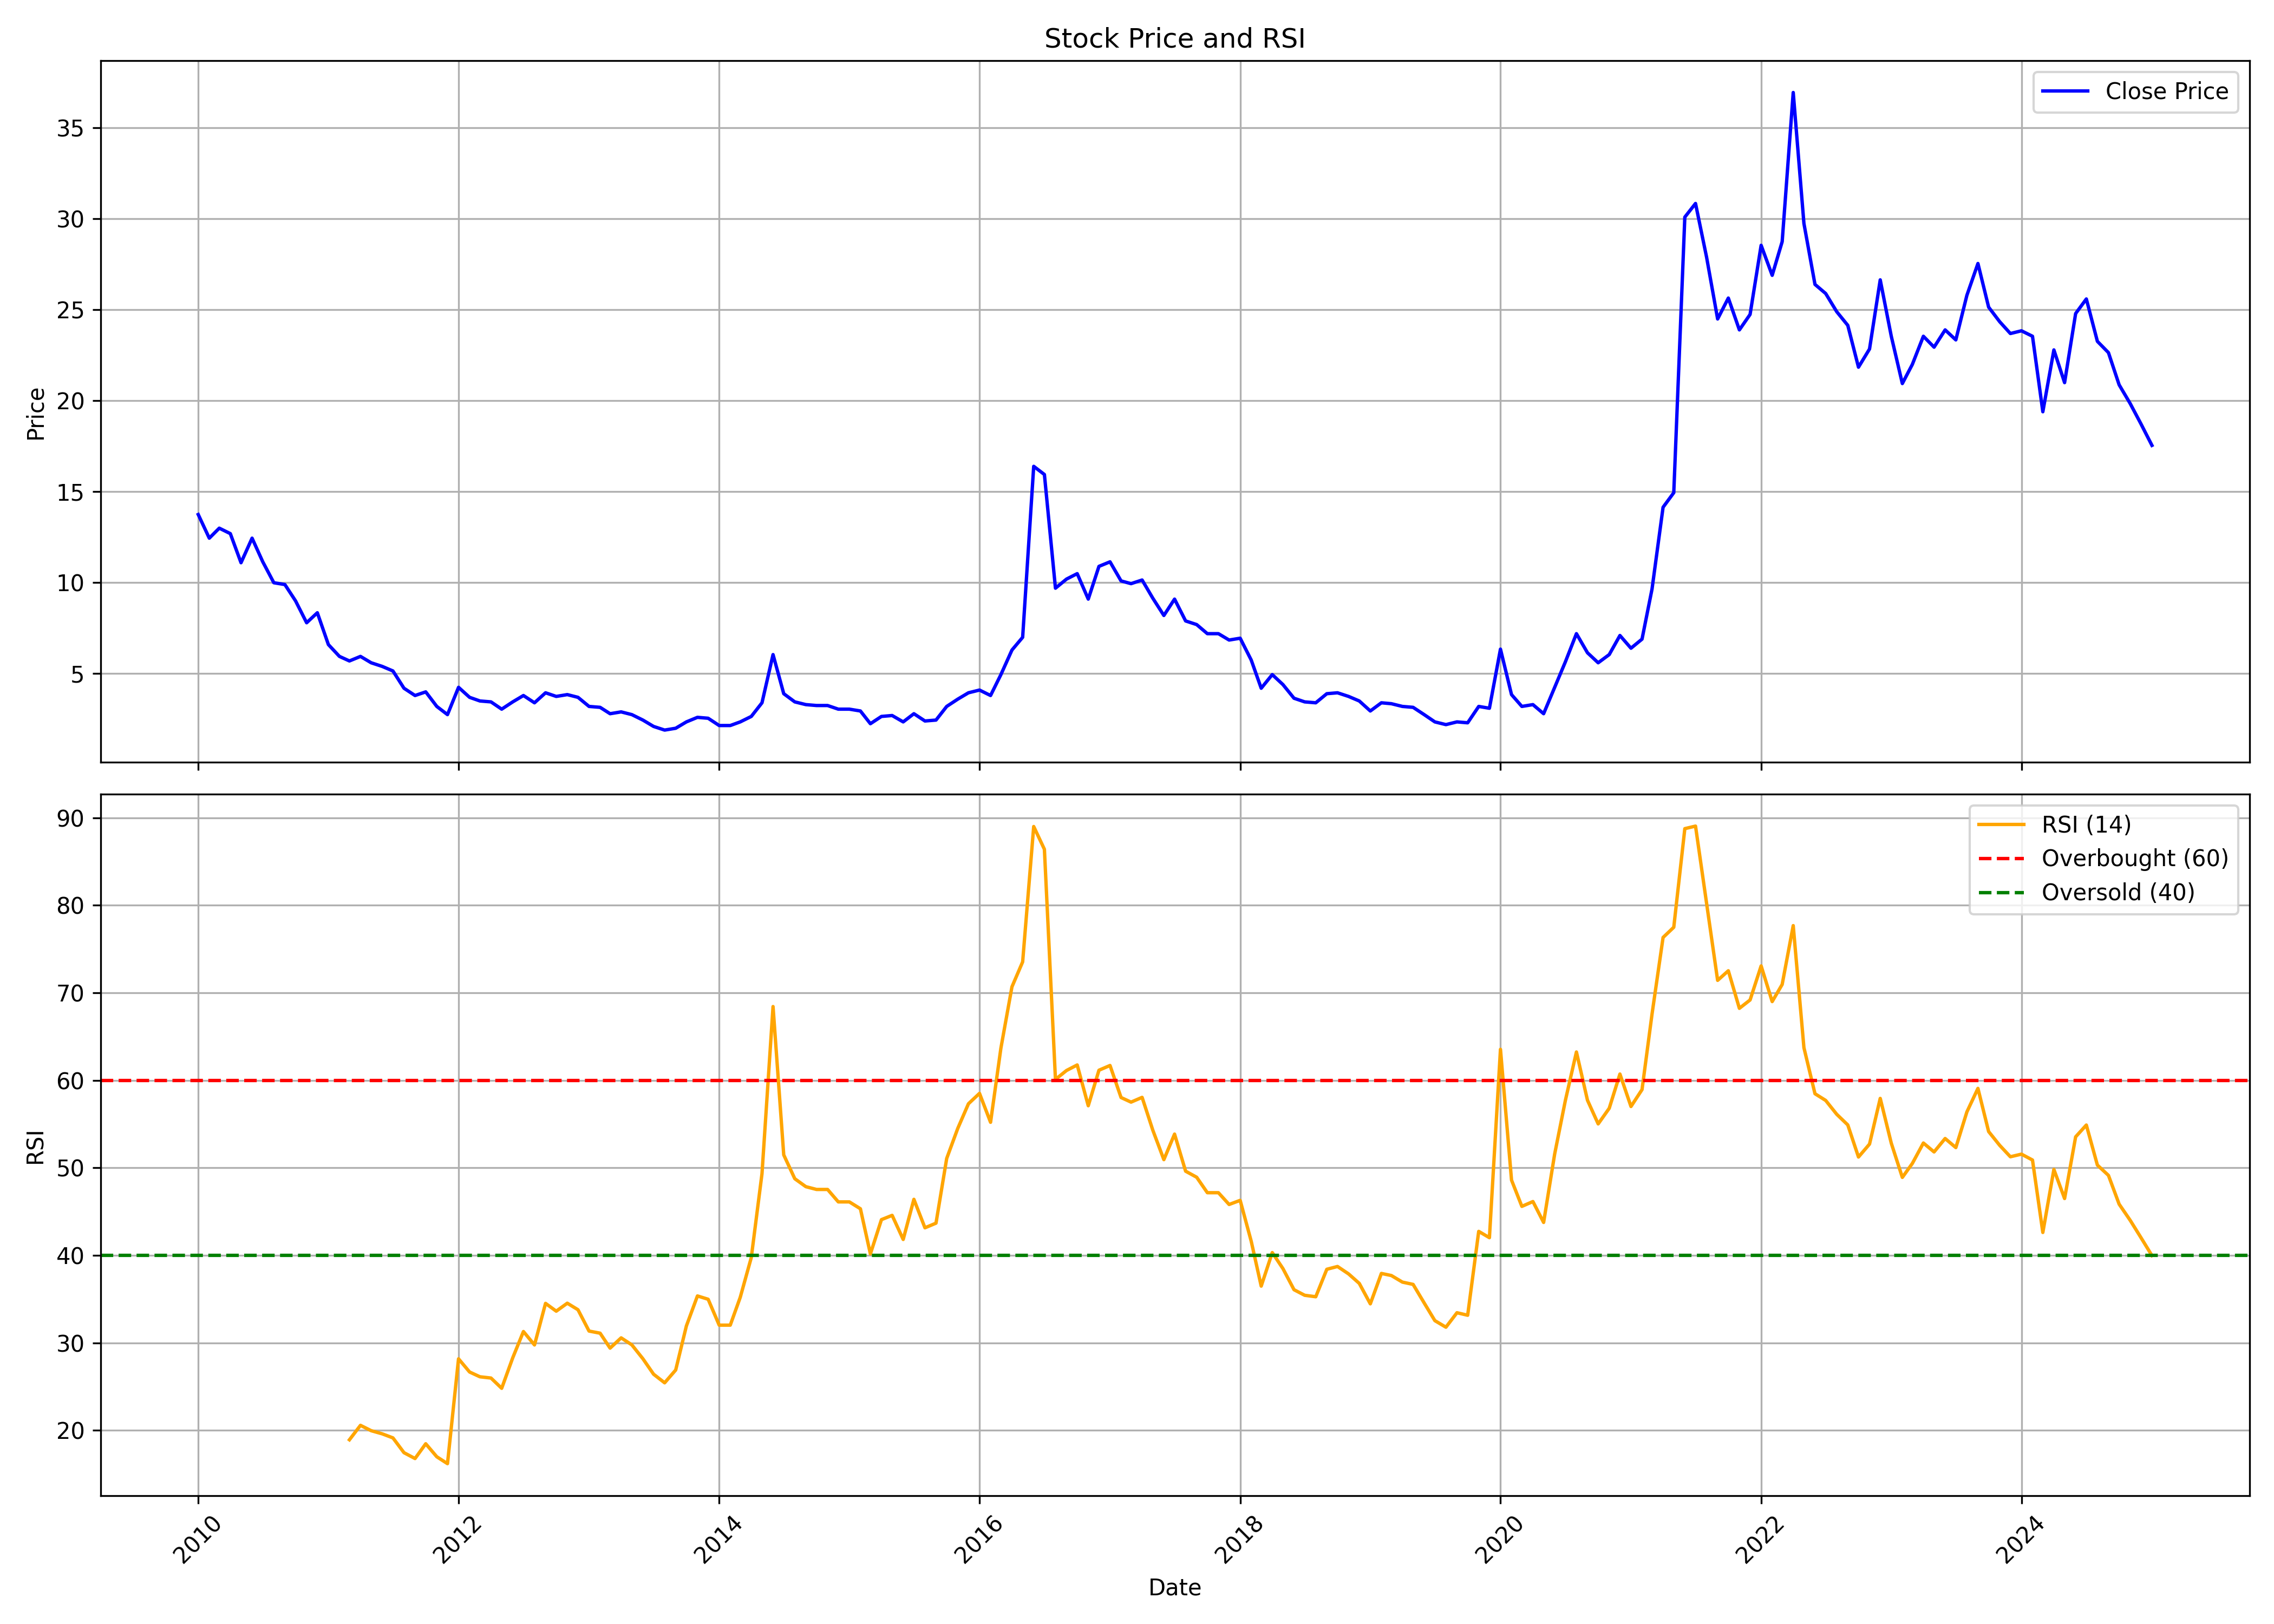 Stock Price and RSI
Close Price
35
30
25
20
15
10
5
Price
RSI (14)
Overbought (60)
Oversold (40)
90
80
70
60
50
40
30
20
RSI
2010
2012
2014
2016
2018
2020
2022
2024
Date